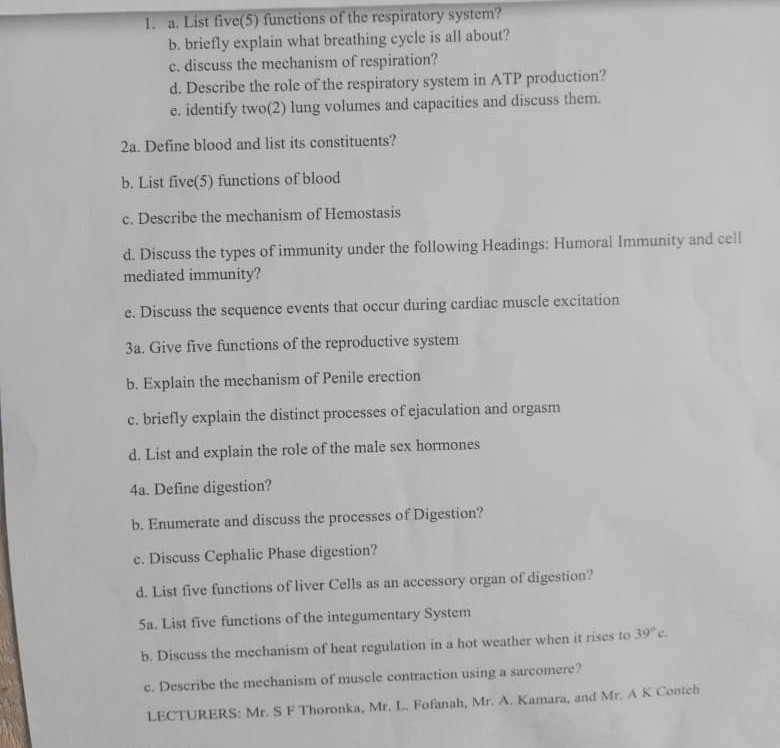 1. a. List five(5) functions of the respiratory system?
b. briefly explain what breathing cycle is all about?
c. discuss the mechanism of respiration?
d. Describe the role of the respiratory system in ATP production?
e. identify two(2) lung volumes and capacities and discuss them.
2a. Define blood and list its constituents?
b. List five(5) functions of blood
c. Describe the mechanism of Hemostasis
d. Discuss the types of immunity under the following Headings: Humoral Immunity and cell
mediated immunity?
e. Discuss the sequence events that occur during cardiac muscle excitation
3a. Give five functions of the reproductive system
b. Explain the mechanism of Penile erection
c. briefly explain the distinct processes of ejaculation and orgasm
d. List and explain the role of the male sex hormones
4a. Define digestion?
b. Enumerate and discuss the processes of Digestion?
c. Discuss Cephalic Phase digestion?
d. List five functions of liver Cells as an accessory organ of digestion?
5a. List five functions of the integumentary System
b. Discuss the mechanism of heat regulation in a hot weather when it rises to 39°c.
c. Describe the mechanism of muscle contraction using a sarcomere?
LECTURERS: Mr. S F Thoronka, Mr. L. Fofanah, Mr. A. Kamara, and Mr. A K Conteh